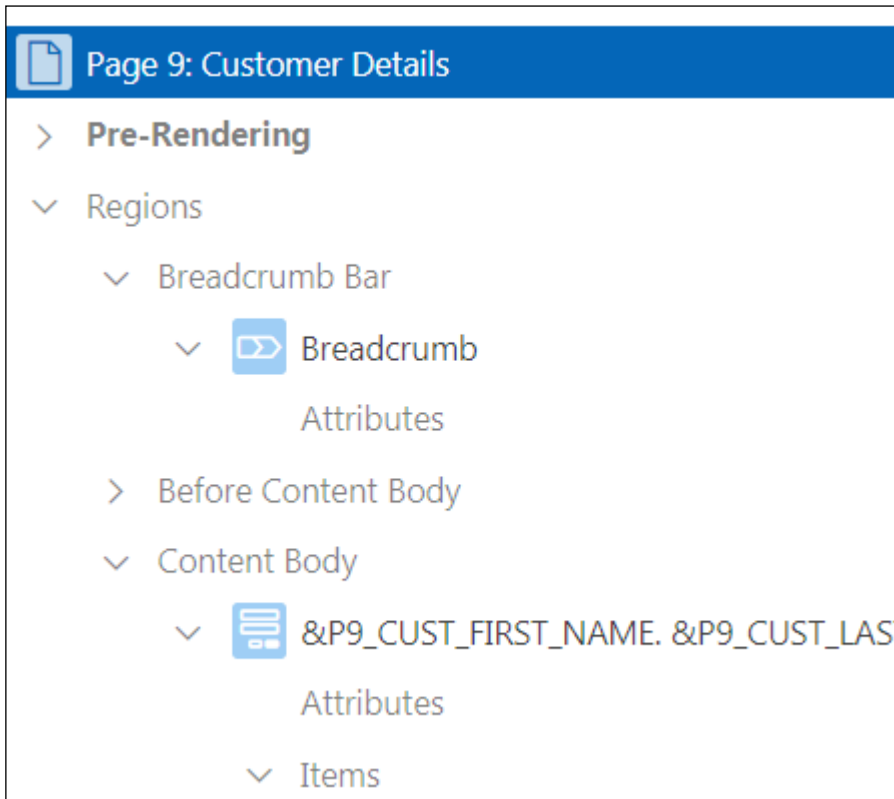 Page 9: Customer Details
Pre-Rendering
Regions
Breadcrumb Bar
Breadcrumb
Attributes
Before Content Body
Content Body
&P9_CUST_FIRST_NAME. &P9_CUST_LAS
Attributes
Items